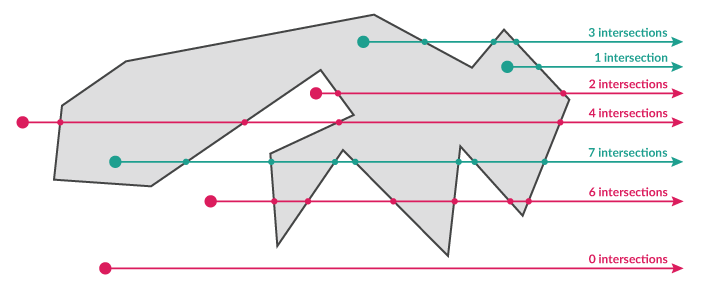 3 intersections
1 intersection
2 intersections
4 intersections
7 intersections
6 intersections
0 intersections